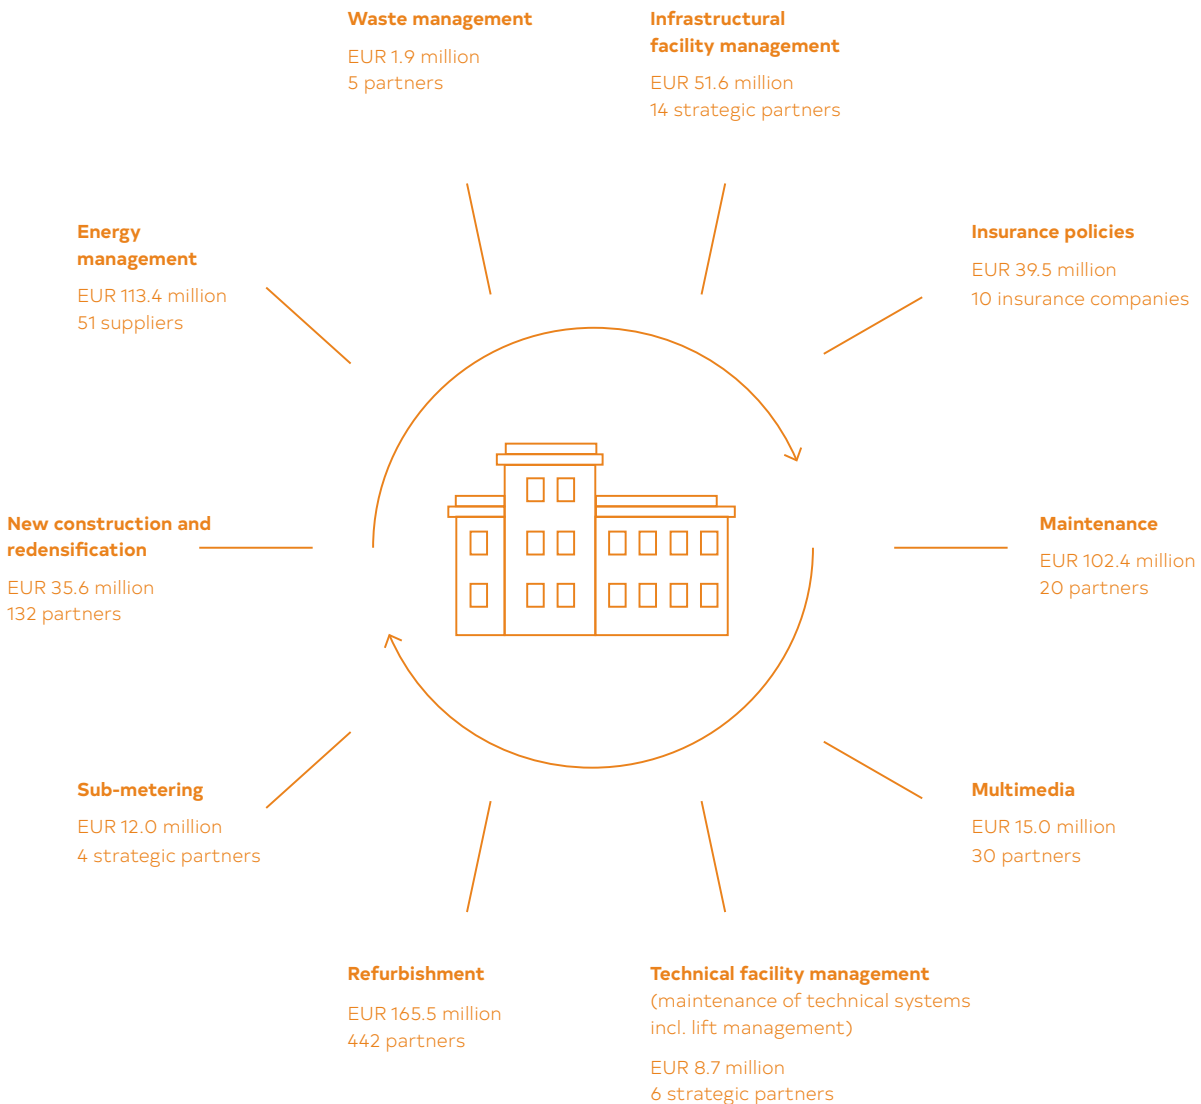 Waste management
EUR 1.9 million
5 partners
Infrastructural
facility management
EUR 51.6 million
14 strategic partners
Energy
management
EUR 113.4 million
51 suppliers
Insurance policies
EUR 39.5 million
10 insurance companies
New construction and
redensification
EUR 35.6 million
132 partners
Maintenance
EUR 102.4 million
20 partners
Sub-metering
EUR 12.0 million
4 strategic partners
Multimedia
EUR 15.0 million
30 partners
Refurbishment
EUR 165.5 million
442 partners
Technical facility management
(maintenance of technical systems
incl. lift management)
EUR 8.7 million
6 strategic partners